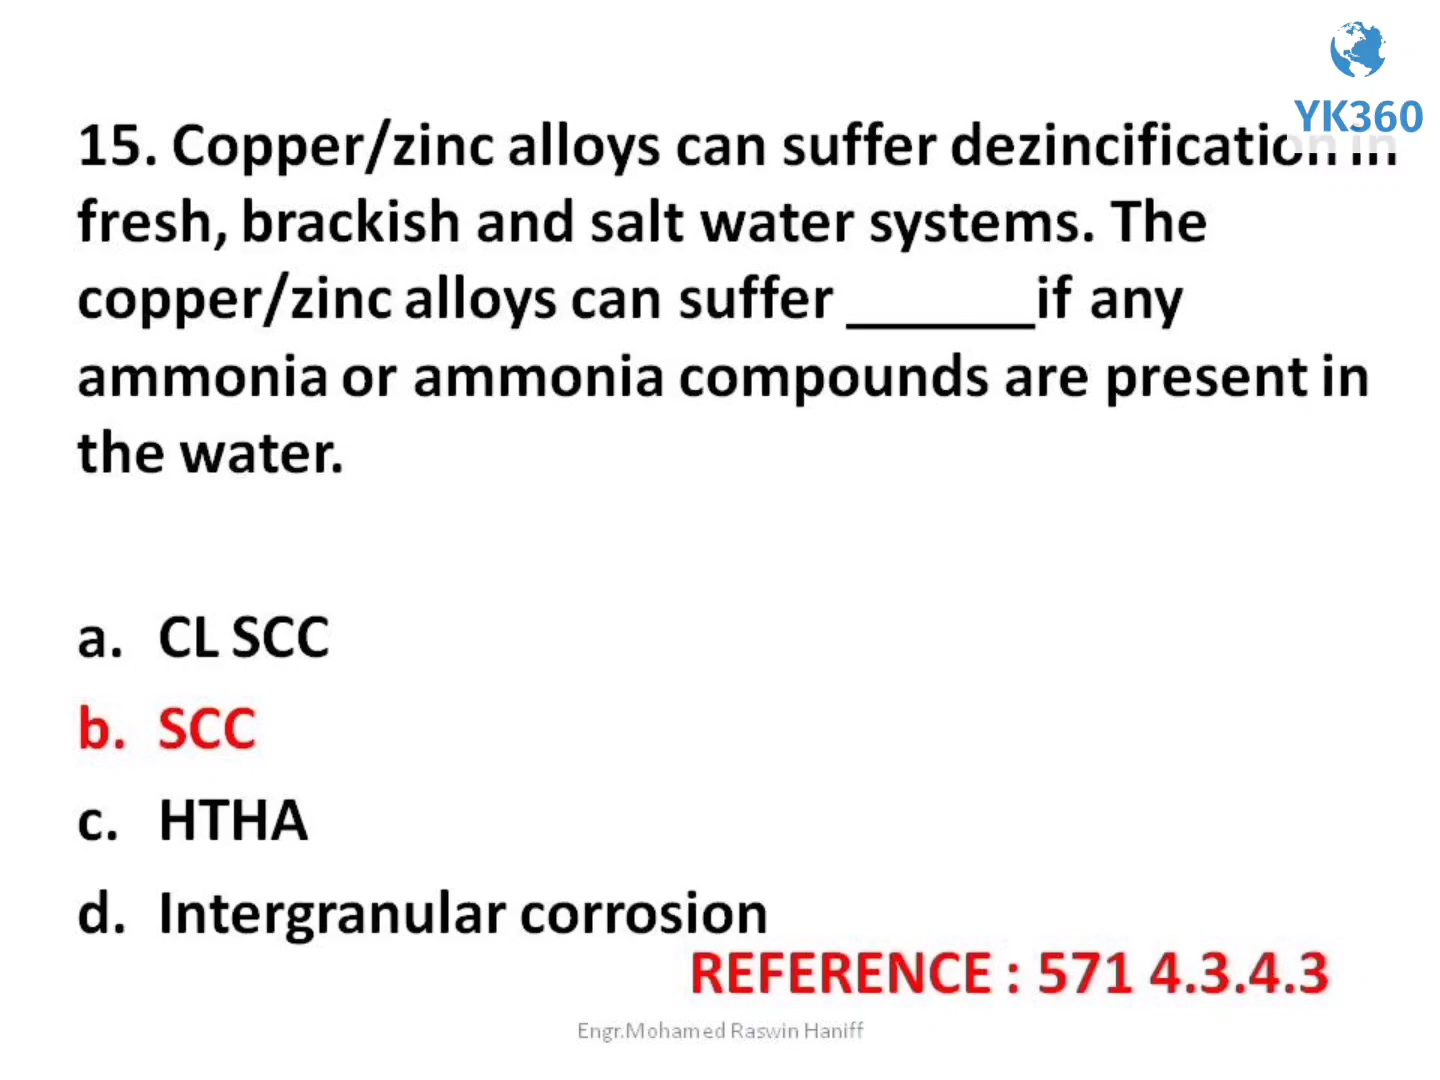 YK360
15. Copper/zinc alloys can suffer dezincification in
fresh, brackish and salt water systems. The
copper/zinc alloys can suffer ______if any
ammonia or ammonia compounds are present in
the water.
a. CL SCC
b. SCC
c. HTHA
d. Intergranular corrosion
REFERENCE : 571 4.3.4.3
Engr.Mohamed Raswin Haniff